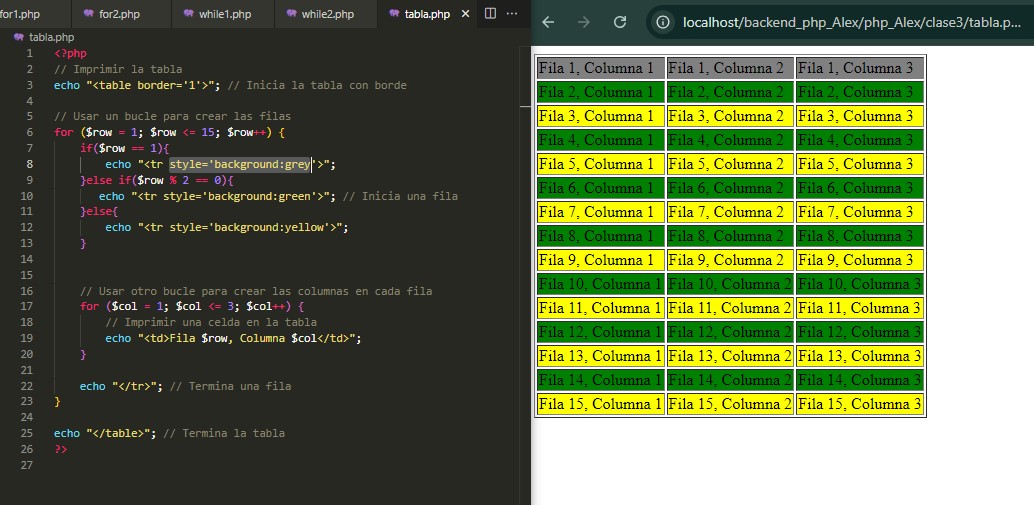 for1.php for2.php while1.php while2.php tabla.php
localhost/backend_php_Alex/php_Alex/clase3/tabla.p...
tabla.php
1 <?php
2 // Imprimir la tabla
3 echo "<table border='1'>"; // Inicia la tabla con borde
4
5 // Usar un bucle para crear las filas
6 for ($row = 1; $row <= 15; $row++) {
7 if($row == 1){
8 echo "<tr style='background:grey'>";
9 }else if($row % 2 == 0){
10 echo "<tr style='background:green'>"; // Inicia una fila
11 }else{
12 echo "<tr style='background:yellow'>";
13 }
14
15
16 // Usar otro bucle para crear las columnas en cada fila
17 for ($col = 1; $col <= 3; $col++) {
18 // Imprimir una celda en la tabla
19 echo "<td>Fila $row, Columna $col</td>";
20 }
21
22 echo "</tr>"; // Termina una fila
23 }
24
25 echo "</table>"; // Termina la tabla
26 ?>
27
Fila 1, Columna 1 Fila 1, Columna 2 Fila 1, Columna 3
Fila 2, Columna 1 Fila 2, Columna 2 Fila 2, Columna 3
Fila 3, Columna 1 Fila 3, Columna 2 Fila 3, Columna 3
Fila 4, Columna 1 Fila 4, Columna 2 Fila 4, Columna 3
Fila 5, Columna 1 Fila 5, Columna 2 Fila 5, Columna 3
Fila 6, Columna 1 Fila 6, Columna 2 Fila 6, Columna 3
Fila 7, Columna 1 Fila 7, Columna 2 Fila 7, Columna 3
Fila 8, Columna 1 Fila 8, Columna 2 Fila 8, Columna 3
Fila 9, Columna 1 Fila 9, Columna 2 Fila 9, Columna 3
Fila 10, Columna 1 Fila 10, Columna 2 Fila 10, Columna 3
Fila 11, Columna 1 Fila 11, Columna 2 Fila 11, Columna 3
Fila 12, Columna 1 Fila 12, Columna 2 Fila 12, Columna 3
Fila 13, Columna 1 Fila 13, Columna 2 Fila 13, Columna 3
Fila 14, Columna 1 Fila 14, Columna 2 Fila 14, Columna 3
Fila 15, Columna 1 Fila 15, Columna 2 Fila 15, Columna 3